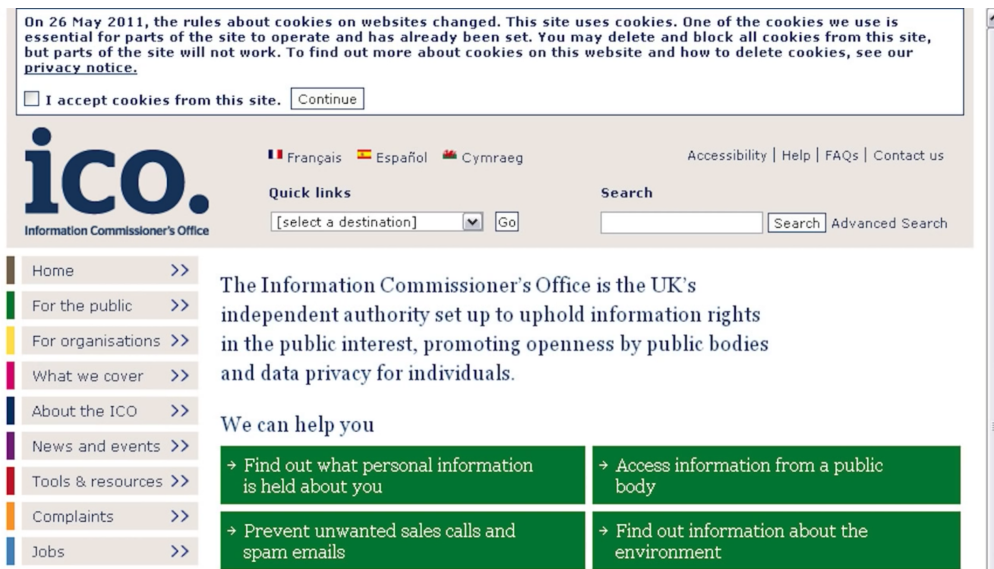 On 26 May 2011, the rules about cookies on websites changed. This site uses cookies. One of the cookies we use is
essential for parts of the site to operate and has already been set. You may delete and block all cookies from this site,
but parts of the site will not work. To find out more about cookies on this website and how to delete cookies, see our
privacy notice.
I accept cookies from this site. Continue
ico.
Information Commissioner's Office
Français Español Cymraeg
Accessibility | Help | FAQs | Contact us
Quick links
[select a destination] Go
Search
Search Advanced Search
Home >>
For the public >>
For organisations >>
What we cover >>
About the ICO >>
News and events >>
Tools & resources >>
Complaints >>
Jobs >>
The Information Commissioner's Office is the UK's
independent authority set up to uphold information rights
in the public interest, promoting openness by public bodies
and data privacy for individuals.
We can help you
→ Find out what personal information
is held about you
→ Access information from a public
body
→ Prevent unwanted sales calls and
spam emails
→ Find out information about the
environment